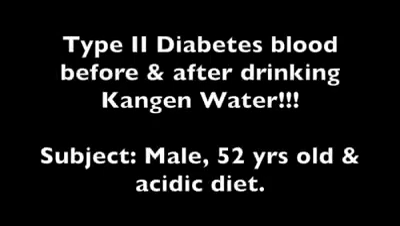 Type II Diabetes blood
before & after drinking
Kangen Water!!!
Subject: Male, 52 yrs old &
acidic diet.